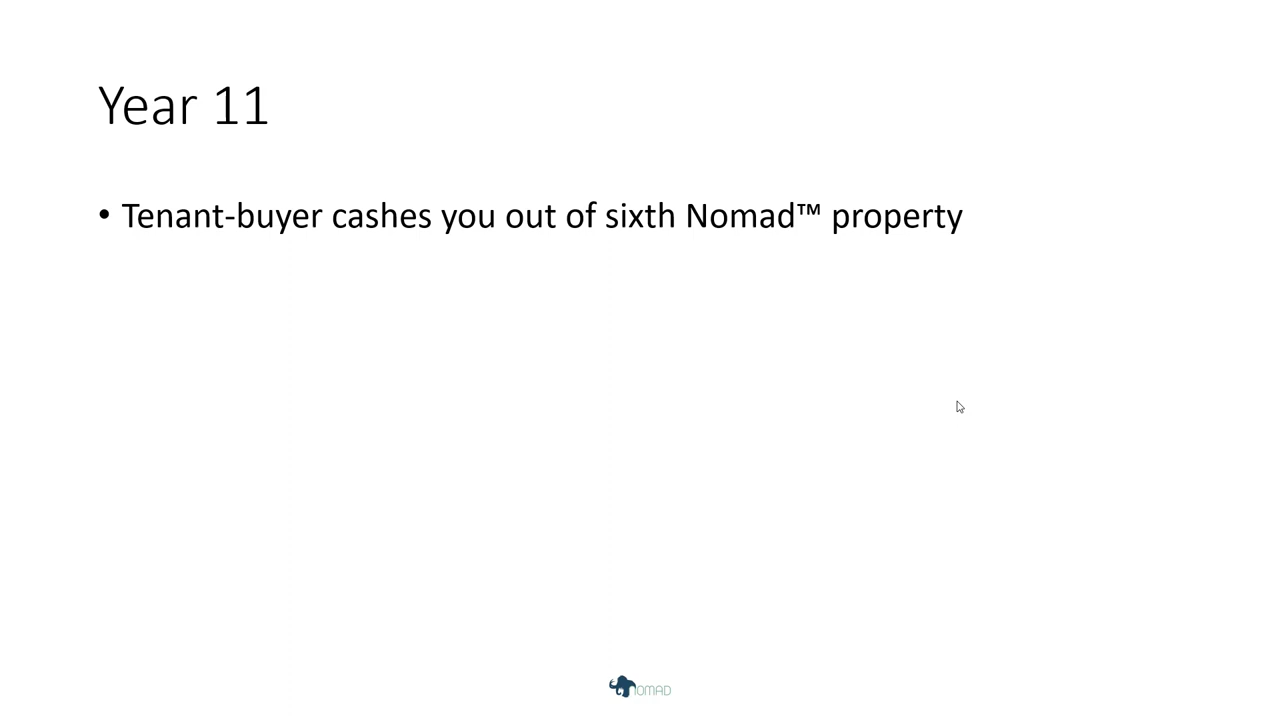 Year 11
• Tenant-buyer cashes you out of sixth Nomad™ property
NOMAD